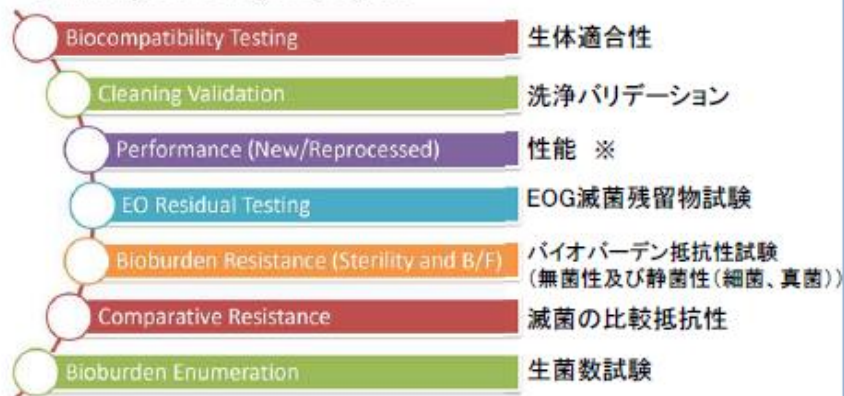 Biocompatibility Testing 生体適合性
Cleaning Validation 洗浄バリデーション
Performance (New/Reprocessed) 性能 ※
EO Residual Testing EOG滅菌残留物試験
Bioburden Resistance (Sterility and B/F) バイオバーデン抵抗性試験
(無菌性及び静菌性(細菌、真菌))
Comparative Resistance 滅菌の比較抵抗性
Bioburden Enumeration 生菌数試験